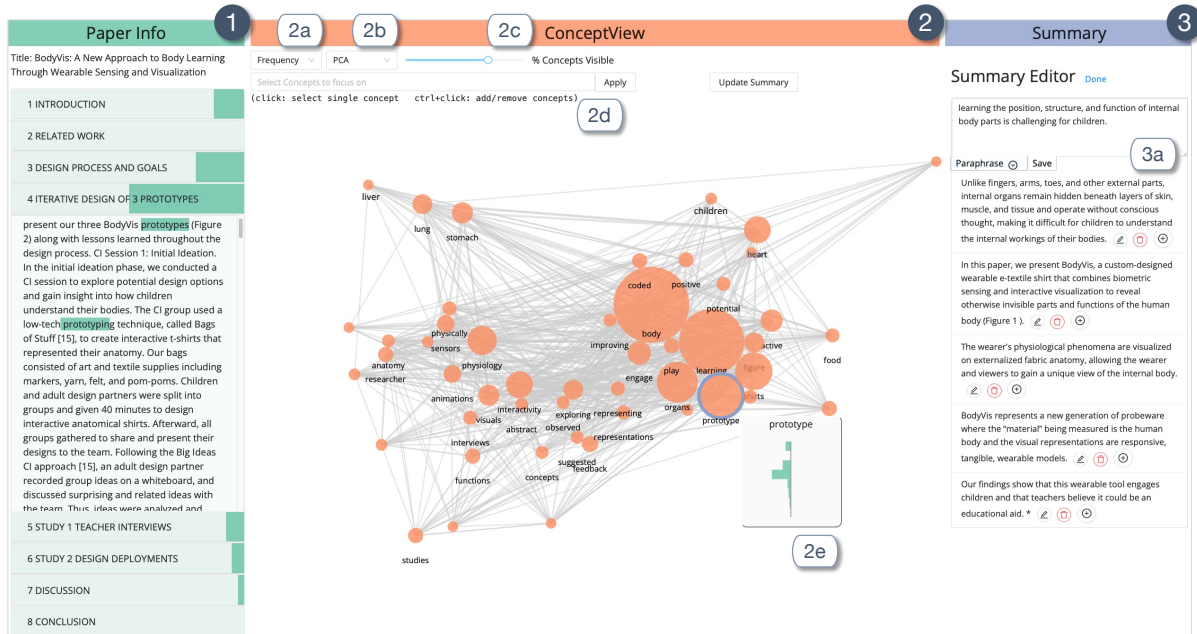 Paper Info
1
2a
2b
2c
ConceptView
2
Summary
3
Title: BodyVis: A New Approach to Body Learning
Through Wearable Sensing and Visualization
1 INTRODUCTION
2 RELATED WORK
3 DESIGN PROCESS AND GOALS
4 ITERATIVE DESIGN OF 3 PROTOTYPES
present our three BodyVis prototypes (Figure
2) along with lessons learned throughout the
design process. CI Session 1: Initial Ideation.
In the initial ideation phase, we conducted a
CI session to explore potential design options
and gain insight into how children
understand their bodies. The CI group used a
low-tech prototyping technique, called Bags
of Stuff [15], to create interactive t-shirts that
represented their anatomy. Our bags
consisted of art and textile supplies including
markers, yarn, felt, and pom-poms. Children
and adult design partners were split into
groups and given 40 minutes to design
interactive anatomical shirts. Afterward, all
groups gathered to share and present their
designs to the team. Following the Big Ideas
CI approach [15], an adult design partner
recorded group ideas on a whiteboard, and
discussed surprising and related ideas with
the team. Thus, ideas were analyzed and
5 STUDY 1 TEACHER INTERVIEWS
6 STUDY 2 DESIGN DEPLOYMENTS
7 DISCUSSION
8 CONCLUSION
Frequency
PCA
% Concepts Visible
Select Concepts to focus on
Apply
Update Summary
(click: select single concept ctrl+click: add/remove concepts)
2d
liver
lung
stomach
children
heart
coded
positive
potential
physically
sensors
body
improving
active
food
anatomy
physiology
researcher
engage
play
learning
figure
animations
interactivity
organs
shirts
visuals
exploring
representing
prototype
abstract
observed
interviews
representations
suggested
feedback
functions
concepts
studies
prototype
2e
Summary Editor
Done
learning the position, structure, and function of internal
body parts is challenging for children.
3a
Paraphrase
Save
Unlike fingers, arms, toes, and other external parts,
internal organs remain hidden beneath layers of skin,
muscle, and tissue and operate without conscious
thought, making it difficult for children to understand
the internal workings of their bodies.
In this paper, we present BodyVis, a custom-designed
wearable e-textile shirt that combines biometric
sensing and interactive visualization to reveal
otherwise invisible parts and functions of the human
body (Figure 1 ).
The wearer's physiological phenomena are visualized
on externalized fabric anatomy, allowing the wearer
and viewers to gain a unique view of the internal body.
BodyVis represents a new generation of probeware
where the “material” being measured is the human
body and the visual representations are responsive,
tangible, wearable models.
Our findings show that this wearable tool engages
children and that teachers believe it could be an
educational aid. *